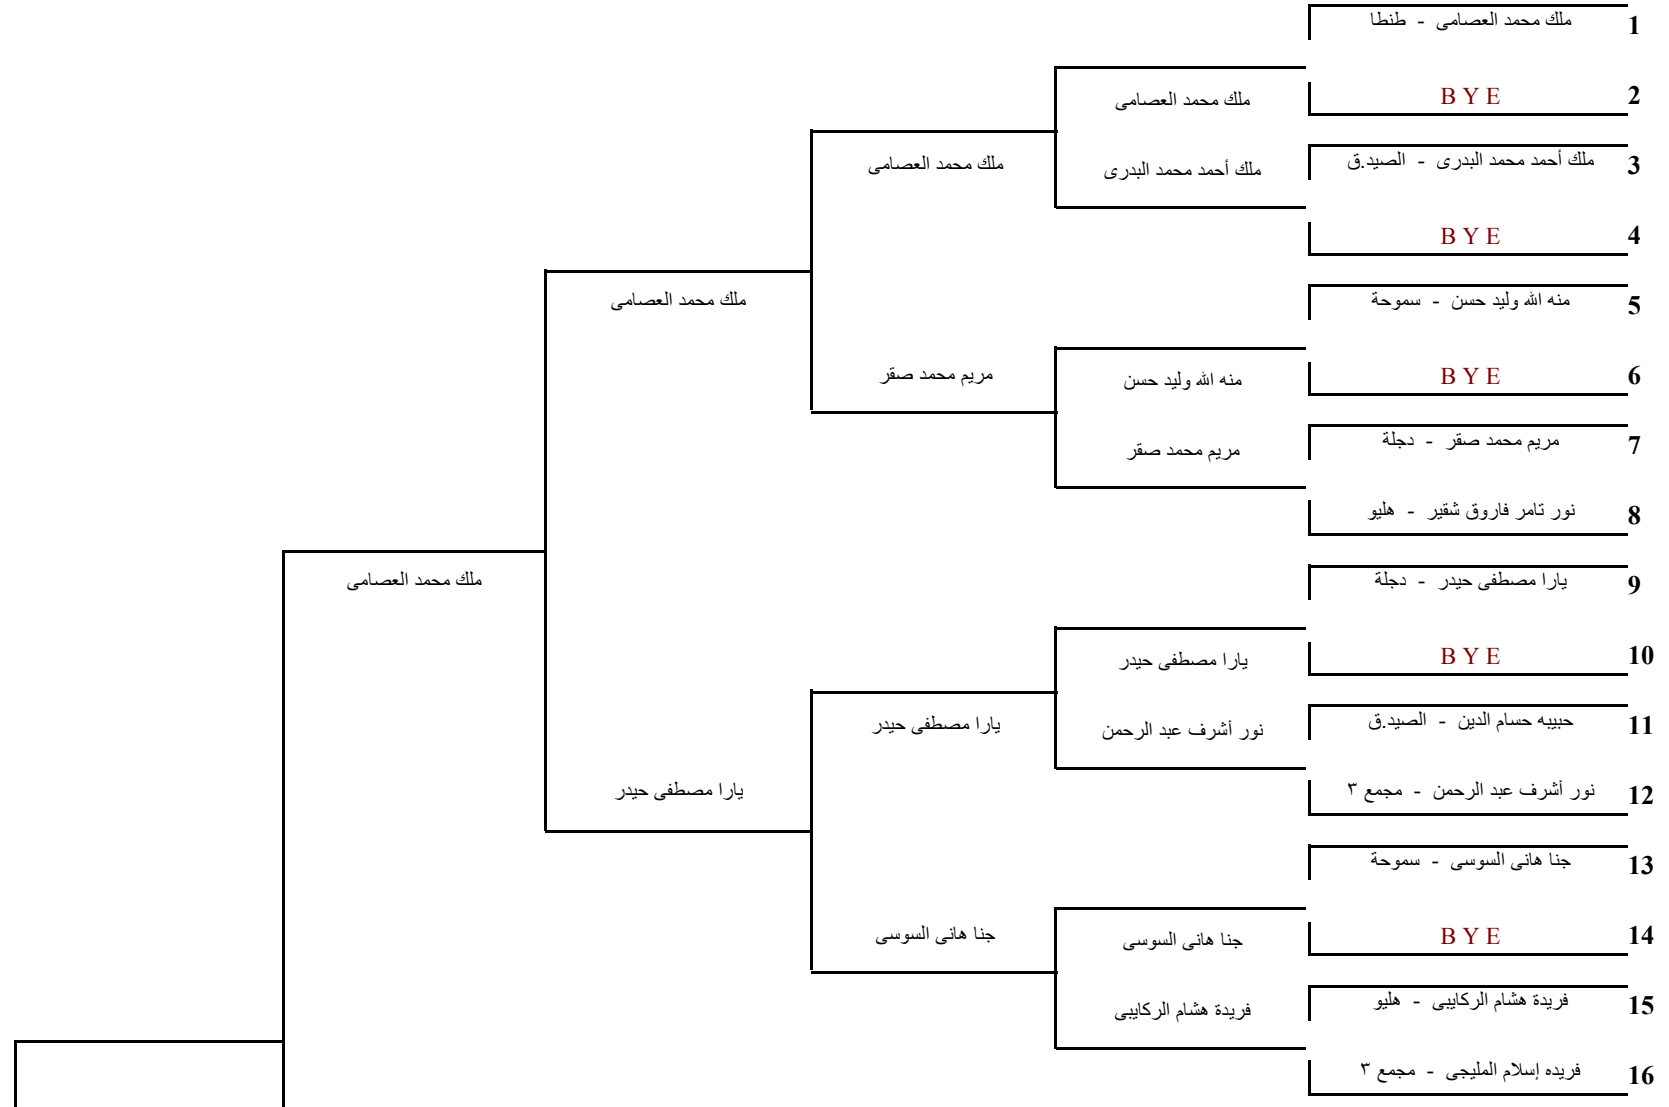 ملك محمد العصامى - طنطا 1
B Y E 2
ملك أحمد محمد البدرى - الصيد.ق 3
B Y E 4
منه الله وليد حسن - سموحة 5
B Y E 6
مريم محمد صقر - دجلة 7
نور تامر فاروق شقير - هليو 8
يارا مصطفى حيدر - دجلة 9
B Y E 10
حبيبه حسام الدين - الصيد.ق 11
نور أشرف عبد الرحمن - مجمع ٣ 12
جنا هانى السوسى - سموحة 13
B Y E 14
فريدة هشام الركايبى - هليو 15
فريده إسلام المليجى - مجمع ٣ 16
ملك محمد العصامى
ملك أحمد محمد البدرى
منه الله وليد حسن
مريم محمد صقر
يارا مصطفى حيدر
نور أشرف عبد الرحمن
جنا هانى السوسى
فريدة هشام الركايبى
ملك محمد العصامى
مريم محمد صقر
يارا مصطفى حيدر
جنا هانى السوسى
ملك محمد العصامى
يارا مصطفى حيدر
ملك محمد العصامى